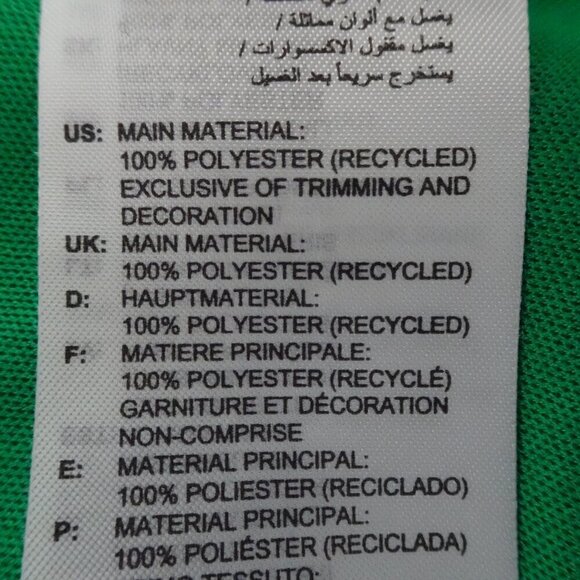 يغسل مع ألوان مماثلة /
يغسل مقفول الاكسسوارات /
يستخرج سريعاً بعد الغسيل
US: MAIN MATERIAL:
100% POLYESTER (RECYCLED)
EXCLUSIVE OF TRIMMING AND
DECORATION
UK: MAIN MATERIAL:
100% POLYESTER (RECYCLED)
D: HAUPTMATERIAL:
100% POLYESTER (RECYCLED)
F: MATIERE PRINCIPALE:
100% POLYESTER (RECYCLÉ)
GARNITURE ET DÉCORATION
NON-COMPRISE
E: MATERIAL PRINCIPAL:
100% POLIESTER (RECICLADO)
P: MATERIAL PRINCIPAL:
100% POLIÉSTER (RECICLADA)
TESSUTO: